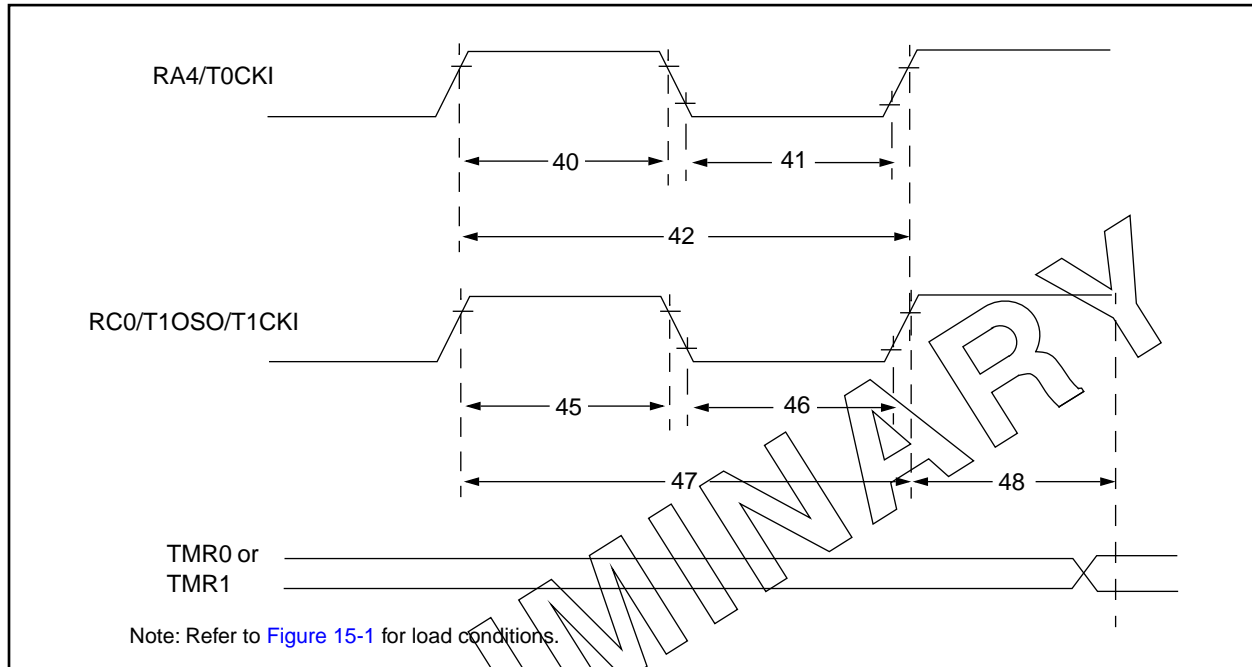 RA4/T0CKI
40
41
42
RC0/T1OSO/T1CKI
45
46
47
48
TMR0 or
TMR1
Note: Refer to Figure 15-1 for load conditions.
IMINARY